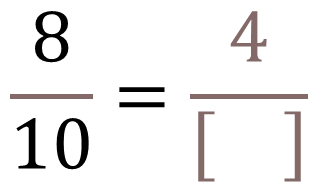 8/10 = 4/[ ]